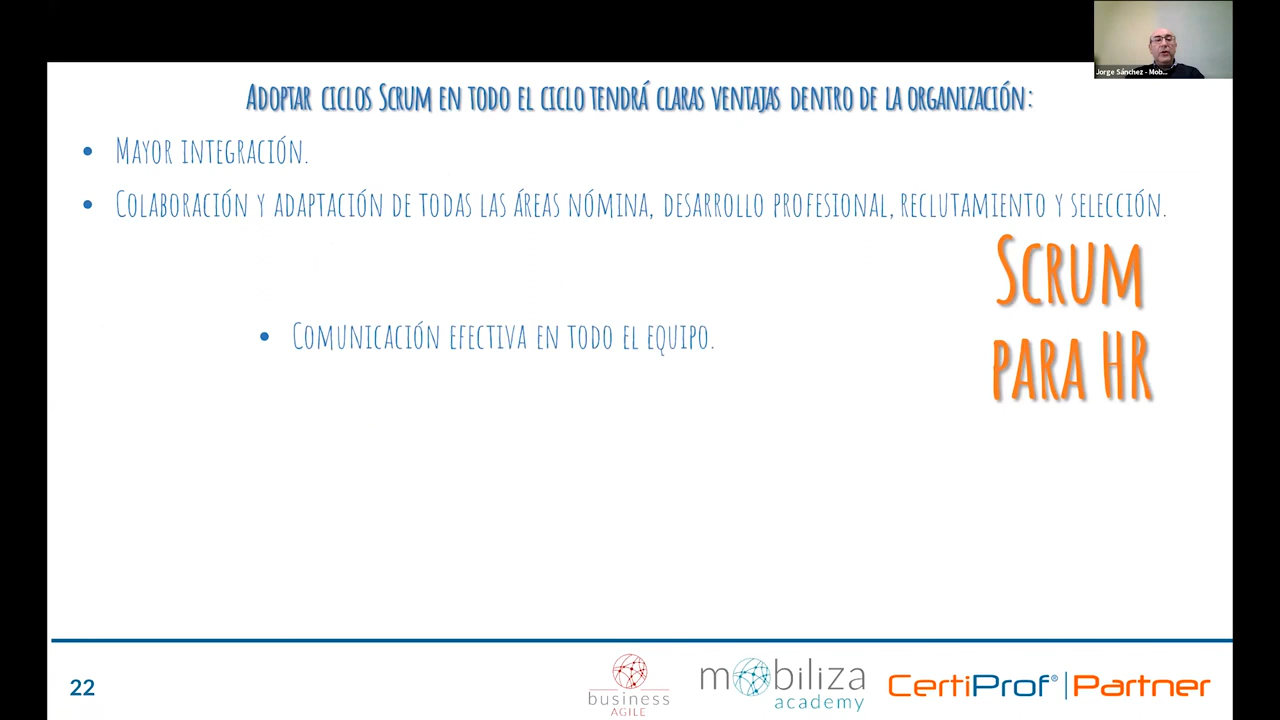 Jorge Sánchez - Mob...
Adoptar ciclos Scrum en todo el ciclo tendrá claras ventajas dentro de la organización:
• Mayor integración.
• Colaboración y adaptación de todas las áreas nómina, desarrollo profesional, reclutamiento y selección.
Scrum
para HR
• Comunicación efectiva en todo el equipo.
22
business
AGILE
mobiliza
academy
CertiProf® | Partner